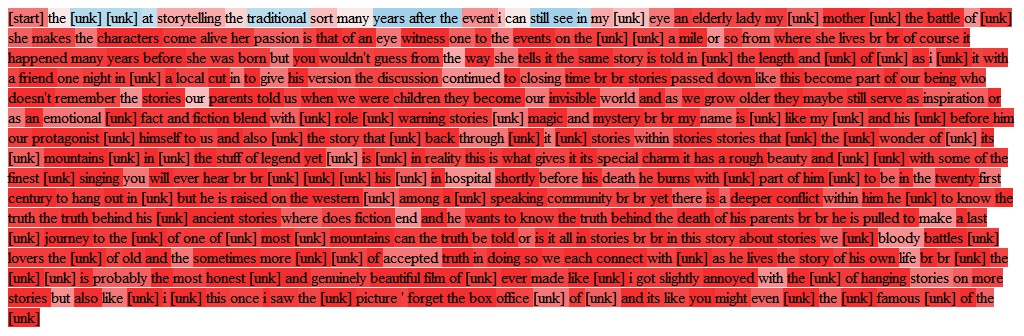 [start] the [unk] [unk] at storytelling the traditional sort many years after the event i can still see in my [unk] eye an elderly lady my [unk] mother [unk] the battle of [unk]
she makes the characters come alive her passion is that of an eye witness one to the events on the [unk] [unk] a mile or so from where she lives br br of course it
happened many years before she was born but you wouldn't guess from the way she tells it the same story is told in [unk] the length and [unk] of [unk] as i [unk] it with
a friend one night in [unk] a local cut in to give his version the discussion continued to closing time br br stories passed down like this become part of our being who
doesn't remember the stories our parents told us when we were children they become our invisible world and as we grow older they maybe still serve as inspiration or
as an emotional [unk] fact and fiction blend with [unk] role [unk] warning stories [unk] magic and mystery br br my name is [unk] like my [unk] and his [unk] before him
our protagonist [unk] himself to us and also [unk] the story that [unk] back through [unk] it [unk] stories within stories stories that [unk] the [unk] wonder of [unk] its
[unk] mountains [unk] in [unk] the stuff of legend yet [unk] is [unk] in reality this is what gives it its special charm it has a rough beauty and [unk] [unk] with some of the
finest [unk] singing you will ever hear br br [unk] [unk] [unk] his [unk] in hospital shortly before his death he burns with [unk] part of him [unk] to be in the twenty first
century to hang out in [unk] but he is raised on the western [unk] among a [unk] speaking community br br yet there is a deeper conflict within him he [unk] to know the
truth the truth behind his [unk] ancient stories where does fiction end and he wants to know the truth behind the death of his parents br br he is pulled to make a last
[unk] journey to the [unk] of one of [unk] most [unk] mountains can the truth be told or is it all in stories br br in this story about stories we [unk] bloody battles [unk]
lovers the [unk] of old and the sometimes more [unk] [unk] of accepted truth in doing so we each connect with [unk] as he lives the story of his own life br br the [unk]
[unk] [unk] is probably the most honest [unk] and genuinely beautiful film of [unk] ever made like [unk] i got slightly annoyed with the [unk] of hanging stories on more
stories but also like [unk] i [unk] this once i saw the [unk] picture ' forget the box office [unk] of [unk] and its like you might even [unk] the [unk] famous [unk] of the
[unk]